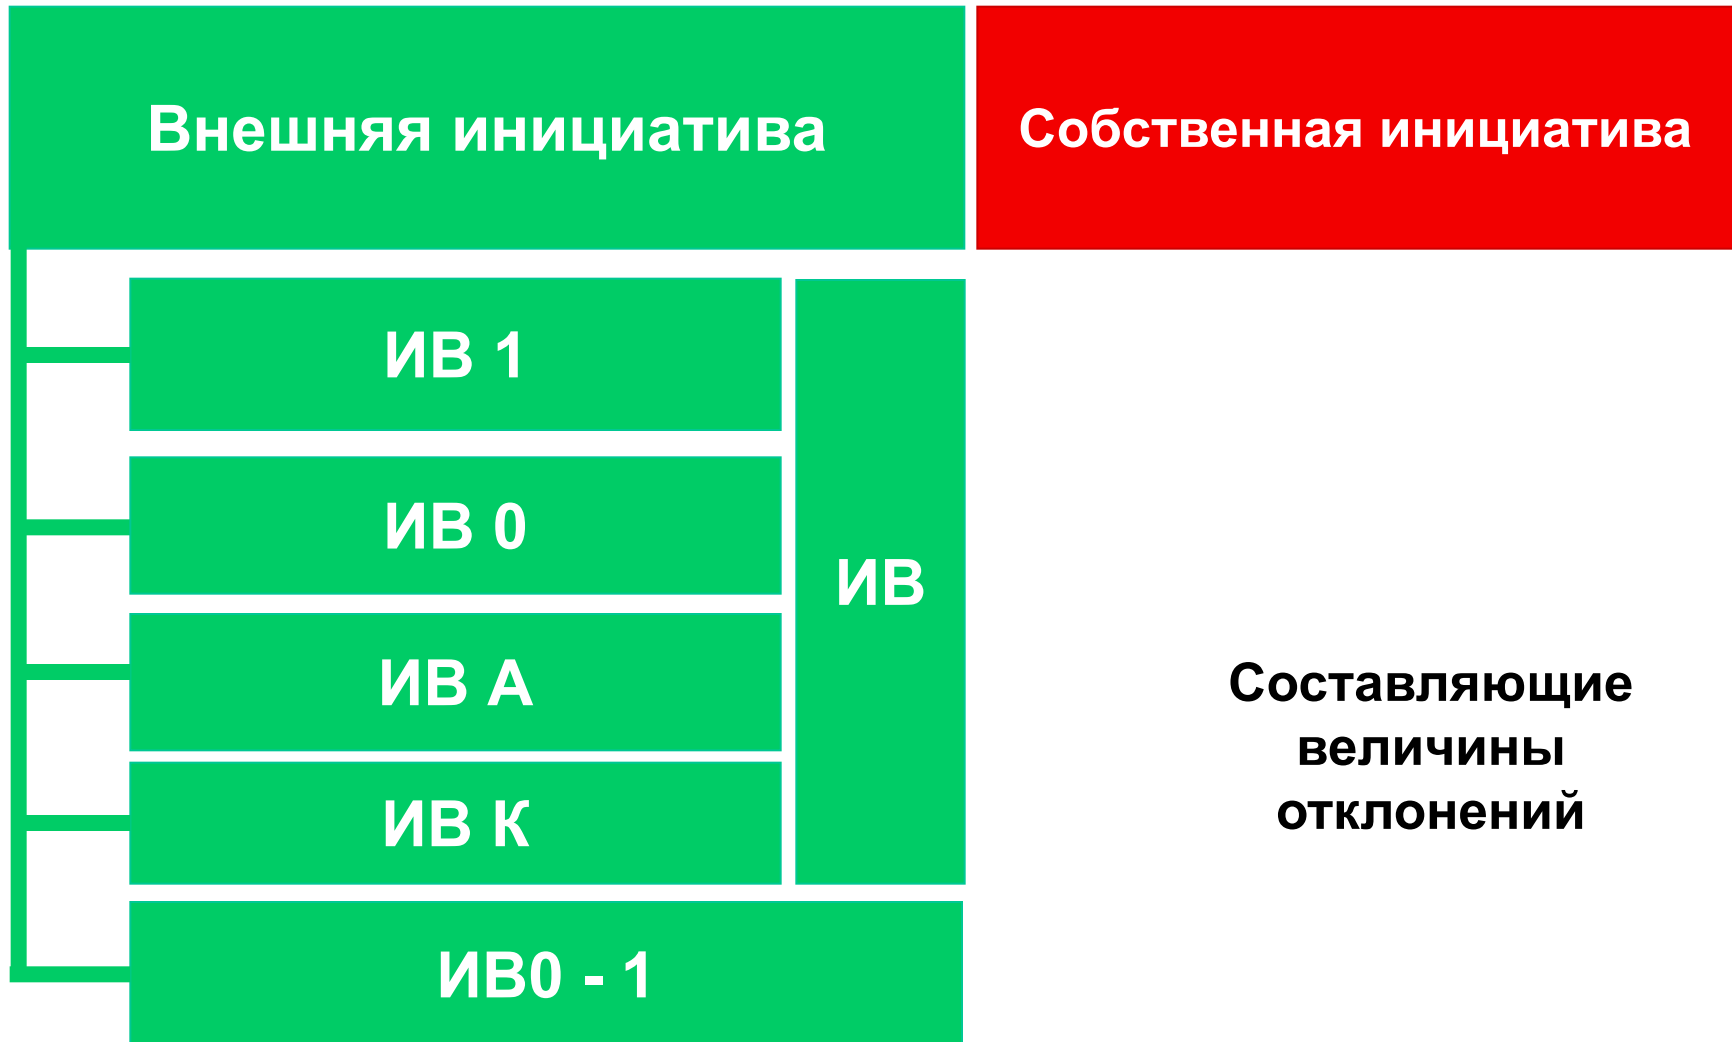 Внешняя инициатива
Собственная инициатива
ИВ 1
ИВ 0
ИВ А
ИВ К
ИВ
ИВ0 - 1
Составляющие
величины
отклонений